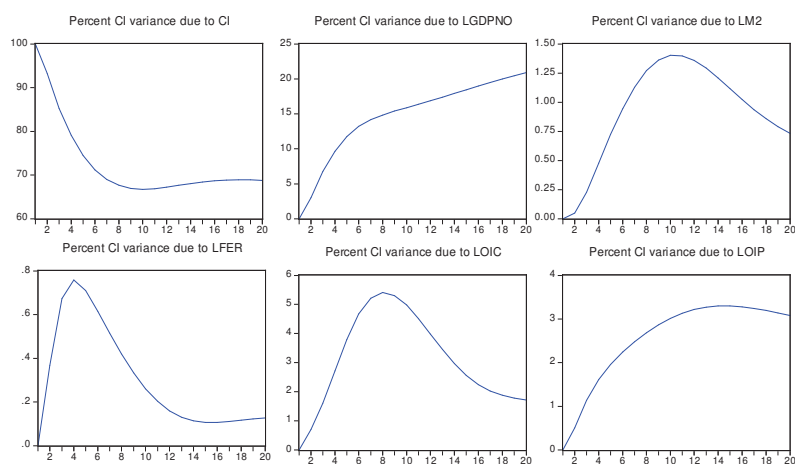 Percent CI variance due to CI
100
90
80
70
60
2 4 6 8 10 12 14 16 18 20
Percent CI variance due to LGDPNO
25
20
15
10
5
0
2 4 6 8 10 12 14 16 18 20
Percent CI variance due to LM2
1.50
1.25
1.00
0.75
0.50
0.25
0.00
2 4 6 8 10 12 14 16 18 20
Percent CI variance due to LFER
.8
.6
.4
.2
.0
2 4 6 8 10 12 14 16 18 20
Percent CI variance due to LOIC
6
5
4
3
2
1
0
2 4 6 8 10 12 14 16 18 20
Percent CI variance due to LOIP
4
3
2
1
0
2 4 6 8 10 12 14 16 18 20